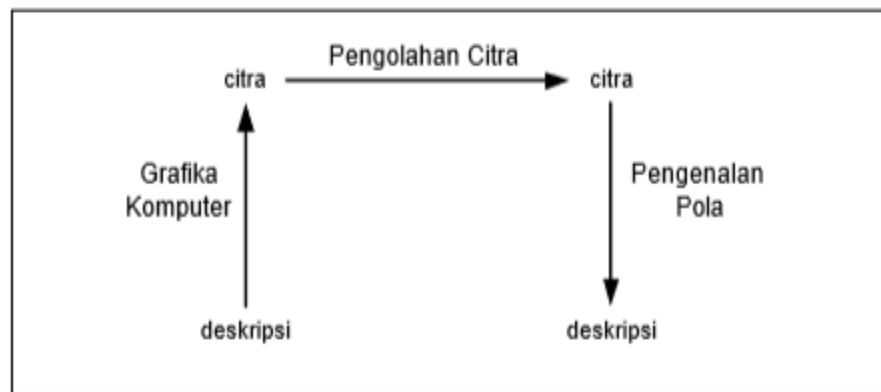 Pengolahan Citra
citra
citra
Grafika
Komputer
Pengenalan
Pola
deskripsi
deskripsi